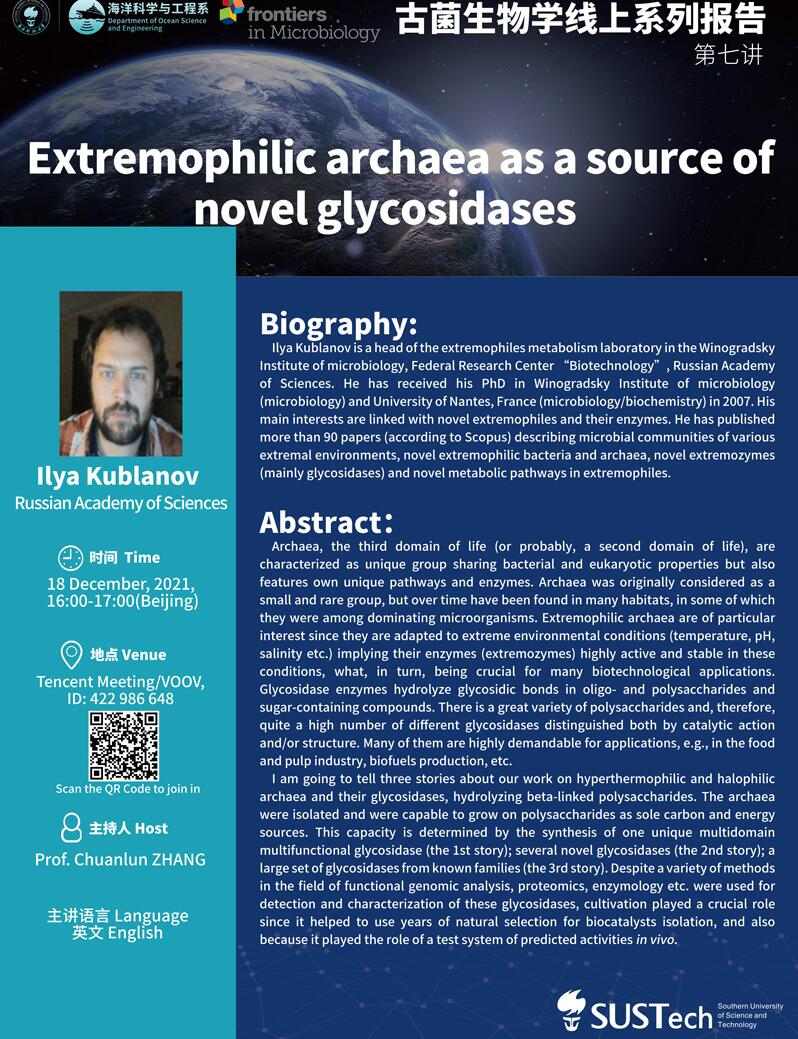 海洋科学与工程系
Department of Ocean Science
and Engineering
frontiers
in Microbiology
古菌生物学线上系列报告
第七讲
Extremophilic archaea as a source of
novel glycosidases
Ilya Kublanov
Russian Academy of Sciences
时间 Time
18 December, 2021,
16:00-17:00(Beijing)
地点 Venue
Tencent Meeting/VOOV,
ID: 422 986 648
Scan the QR Code to join in
主持人 Host
Prof. Chuanlun ZHANG
主讲语言 Language
英文 English
Biography:
Ilya Kublanov is a head of the extremophiles metabolism laboratory in the Winogradsky
Institute of microbiology, Federal Research Center “Biotechnology”, Russian Academy
of Sciences. He has received his PhD in Winogradsky Institute of microbiology
(microbiology) and University of Nantes, France (microbiology/biochemistry) in 2007. His
main interests are linked with novel extremophiles and their enzymes. He has published
more than 90 papers (according to Scopus) describing microbial communities of various
extremal environments, novel extremophilic bacteria and archaea, novel extremozymes
(mainly glycosidases) and novel metabolic pathways in extremophiles.
Abstract:
Archaea, the third domain of life (or probably, a second domain of life), are
characterized as unique group sharing bacterial and eukaryotic properties but also
features own unique pathways and enzymes. Archaea was originally considered as a
small and rare group, but over time have been found in many habitats, in some of which
they were among dominating microorganisms. Extremophilic archaea are of particular
interest since they are adapted to extreme environmental conditions (temperature, pH,
salinity etc.) implying their enzymes (extremozymes) highly active and stable in these
conditions, what, in turn, being crucial for many biotechnological applications.
Glycosidase enzymes hydrolyze glycosidic bonds in oligo- and polysaccharides and
sugar-containing compounds. There is a great variety of polysaccharides and, therefore,
quite a high number of different glycosidases distinguished both by catalytic action
and/or structure. Many of them are highly demandable for applications, e.g., in the food
and pulp industry, biofuels production, etc.
I am going to tell three stories about our work on hyperthermophilic and halophilic
archaea and their glycosidases, hydrolyzing beta-linked polysaccharides. The archaea
were isolated and were capable to grow on polysaccharides as sole carbon and energy
sources. This capacity is determined by the synthesis of one unique multidomain
multifunctional glycosidase (the 1st story); several novel glycosidases (the 2nd story); a
large set of glycosidases from known families (the 3rd story). Despite a variety of methods
in the field of functional genomic analysis, proteomics, enzymology etc. were used for
detection and characterization of these glycosidases, cultivation played a crucial role
since it helped to use years of natural selection for biocatalysts isolation, and also
because it played the role of a test system of predicted activities in vivo.
SUSTech
Southern University
of Science and
Technology